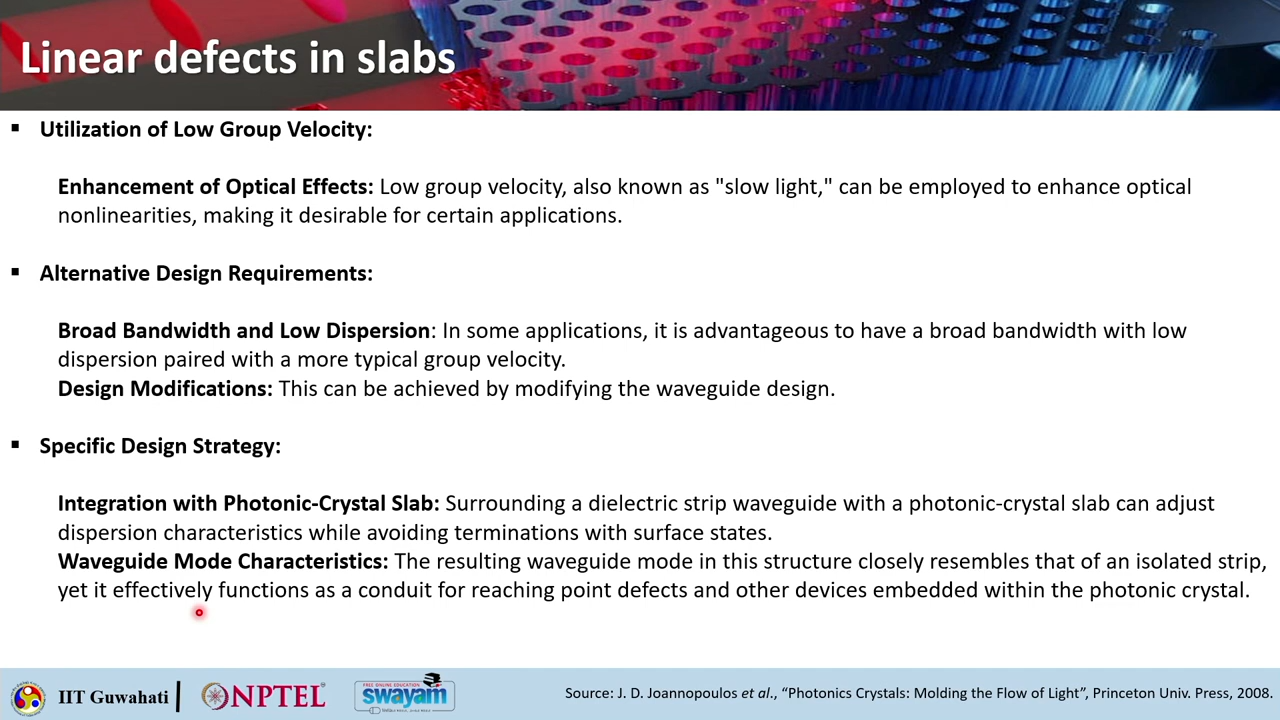 Linear defects in slabs
▪ Utilization of Low Group Velocity:
Enhancement of Optical Effects: Low group velocity, also known as "slow light," can be employed to enhance optical
nonlinearities, making it desirable for certain applications.
▪ Alternative Design Requirements:
Broad Bandwidth and Low Dispersion: In some applications, it is advantageous to have a broad bandwidth with low
dispersion paired with a more typical group velocity.
Design Modifications: This can be achieved by modifying the waveguide design.
▪ Specific Design Strategy:
Integration with Photonic-Crystal Slab: Surrounding a dielectric strip waveguide with a photonic-crystal slab can adjust
dispersion characteristics while avoiding terminations with surface states.
Waveguide Mode Characteristics: The resulting waveguide mode in this structure closely resembles that of an isolated strip,
yet it effectively functions as a conduit for reaching point defects and other devices embedded within the photonic crystal.
IIT Guwahati | NPTEL FREE ONLINE EDUCATION swayam Source: J. D. Joannopoulos et al., “Photonics Crystals: Molding the Flow of Light”, Princeton Univ. Press, 2008.